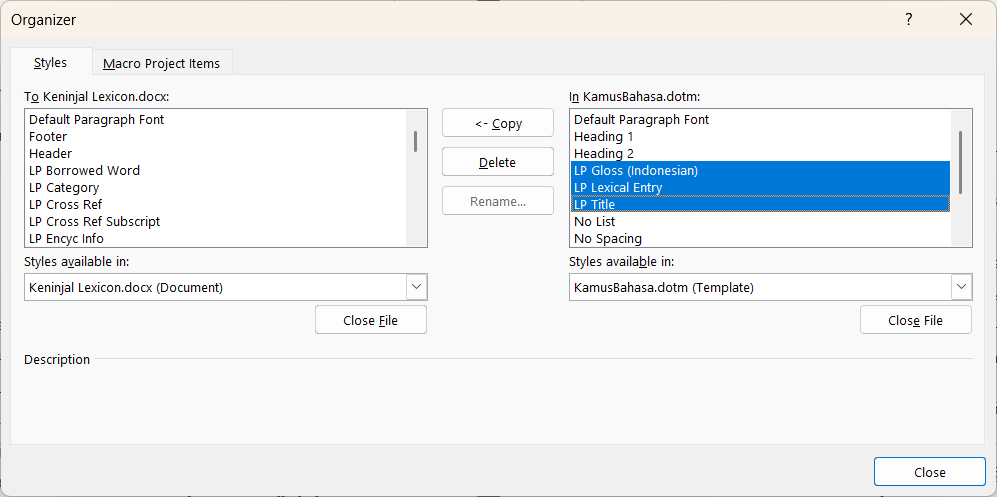 Organizer
?
Styles
Macro Project Items
To Keninjal Lexicon.docx:
Default Paragraph Font
Footer
Header
LP Borrowed Word
LP Category
LP Cross Ref
LP Cross Ref Subscript
LP Encyc Info
Styles available in:
Keninjal Lexicon.docx (Document)
Close File
<- Copy
Delete
Rename...
In KamusBahasa.dotm:
Default Paragraph Font
Heading 1
Heading 2
LP Gloss (Indonesian)
LP Lexical Entry
LP Title
No List
No Spacing
Styles available in:
KamusBahasa.dotm (Template)
Close File
Description
Close